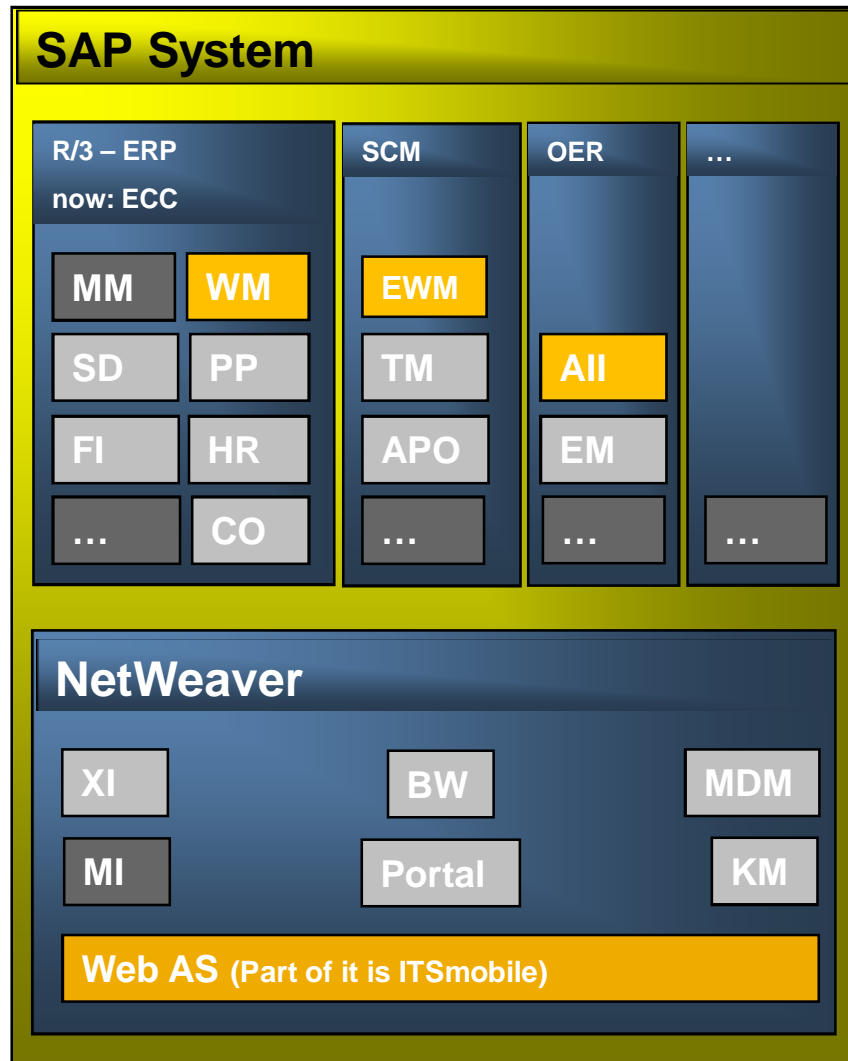 SAP System
R/3 – ERP
now: ECC
MM WM
SD PP
FI HR
… CO
SCM
EWM
TM
APO
…
OER
AII
EM
…
…
…
NetWeaver
XI BW MDM
MI Portal KM
Web AS (Part of it is ITSmobile)